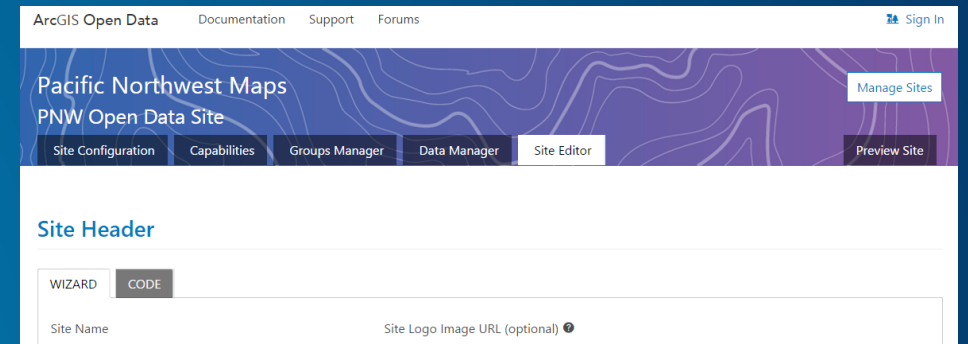 ArcGIS Open Data Documentation Support Forums Sign In
Pacific Northwest Maps
Manage Sites
PNW Open Data Site
Site Configuration Capabilities Groups Manager Data Manager Site Editor Preview Site
Site Header
WIZARD CODE
Site Name Site Logo Image URL (optional) ?